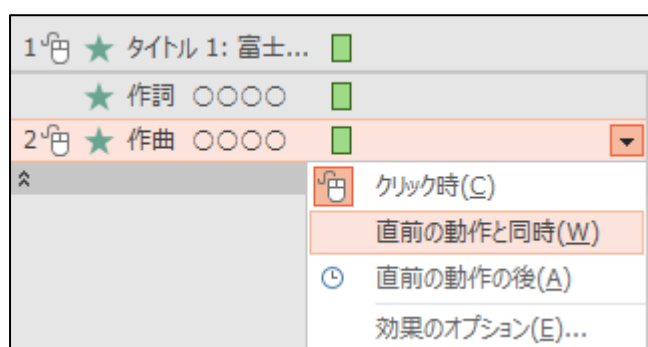 1 タイトル 1: 富士...
作詞 ○○○○
2 作曲 ○○○○
クリック時(C)
直前の動作と同時(W)
直前の動作の後(A)
効果のオプション(E)...